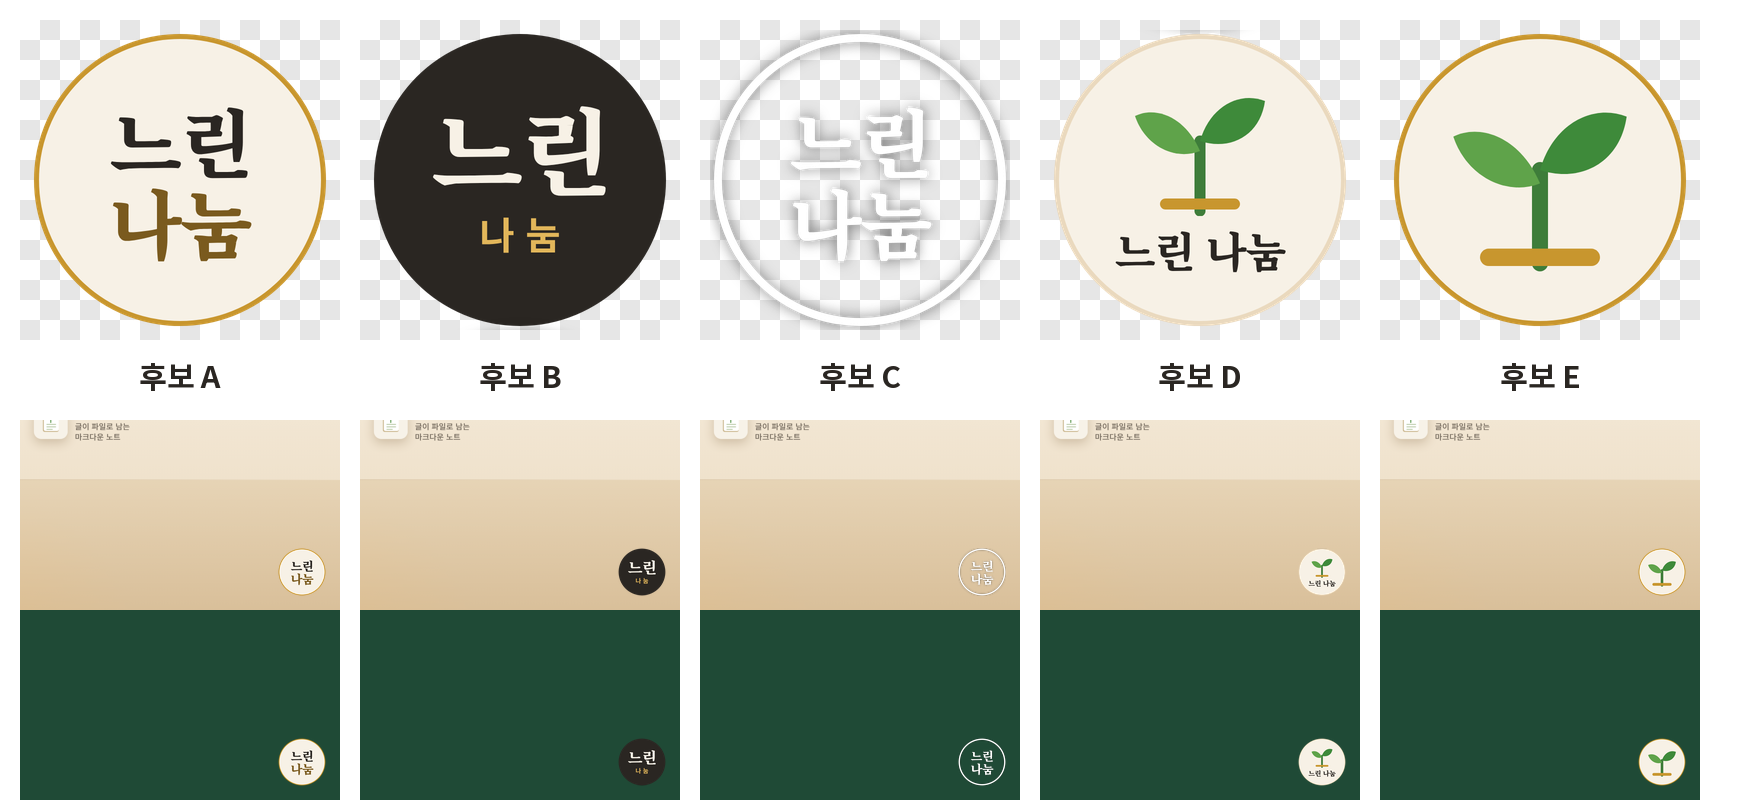 느린
나눔
느린
나눔
느린
나눔
느린 나눔
후보 A
후보 B
후보 C
후보 D
후보 E
글이 파일로 남는
마크다운 노트
글이 파일로 남는
마크다운 노트
글이 파일로 남는
마크다운 노트
글이 파일로 남는
마크다운 노트
글이 파일로 남는
마크다운 노트
느린
나눔
느린
나눔
느린
나눔
느린 나눔
느린
나눔
느린
나눔
느린
나눔
느린 나눔